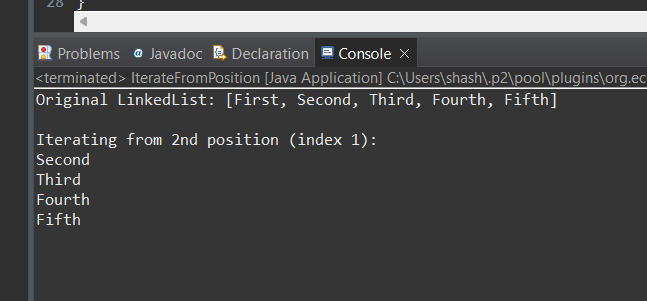 28 }
Problems @ Javadoc Declaration Console
<terminated> IterateFromPosition [Java Application] C:\Users\shash\.p2\pool\plugins\org.ec
Original LinkedList: [First, Second, Third, Fourth, Fifth]
Iterating from 2nd position (index 1):
Second
Third
Fourth
Fifth